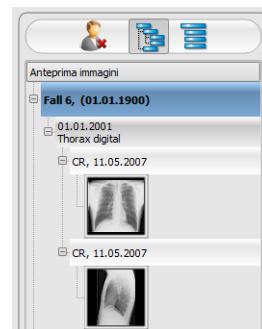 Anteprima immagini
Fall 6, (01.01.1900)
01.01.2001
Thorax digital
CR, 11.05.2007
CR, 11.05.2007